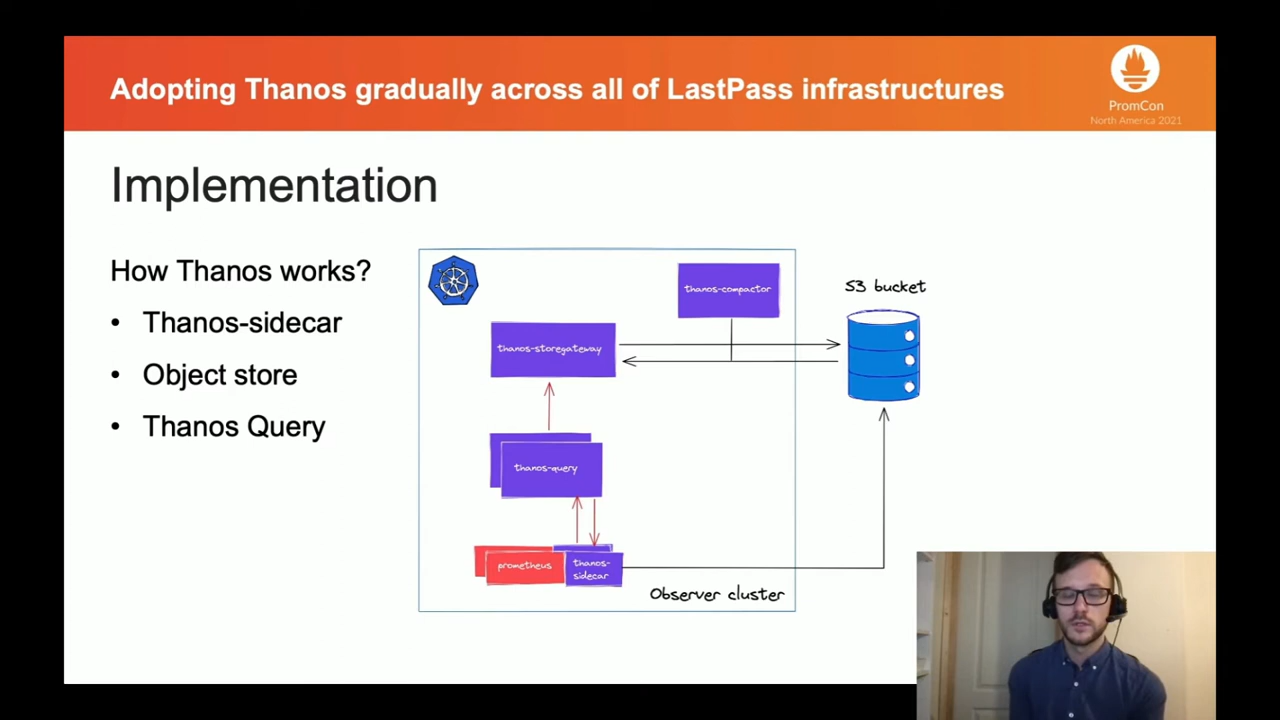 Adopting Thanos gradually across all of LastPass infrastructures
PromCon
North America 2021
Implementation
How Thanos works?
• Thanos-sidecar
• Object store
• Thanos Query
thanos-compactor
S3 bucket
thanos-storegateway
thanos-query
prometheus
thanos-
sidecar
Observer cluster